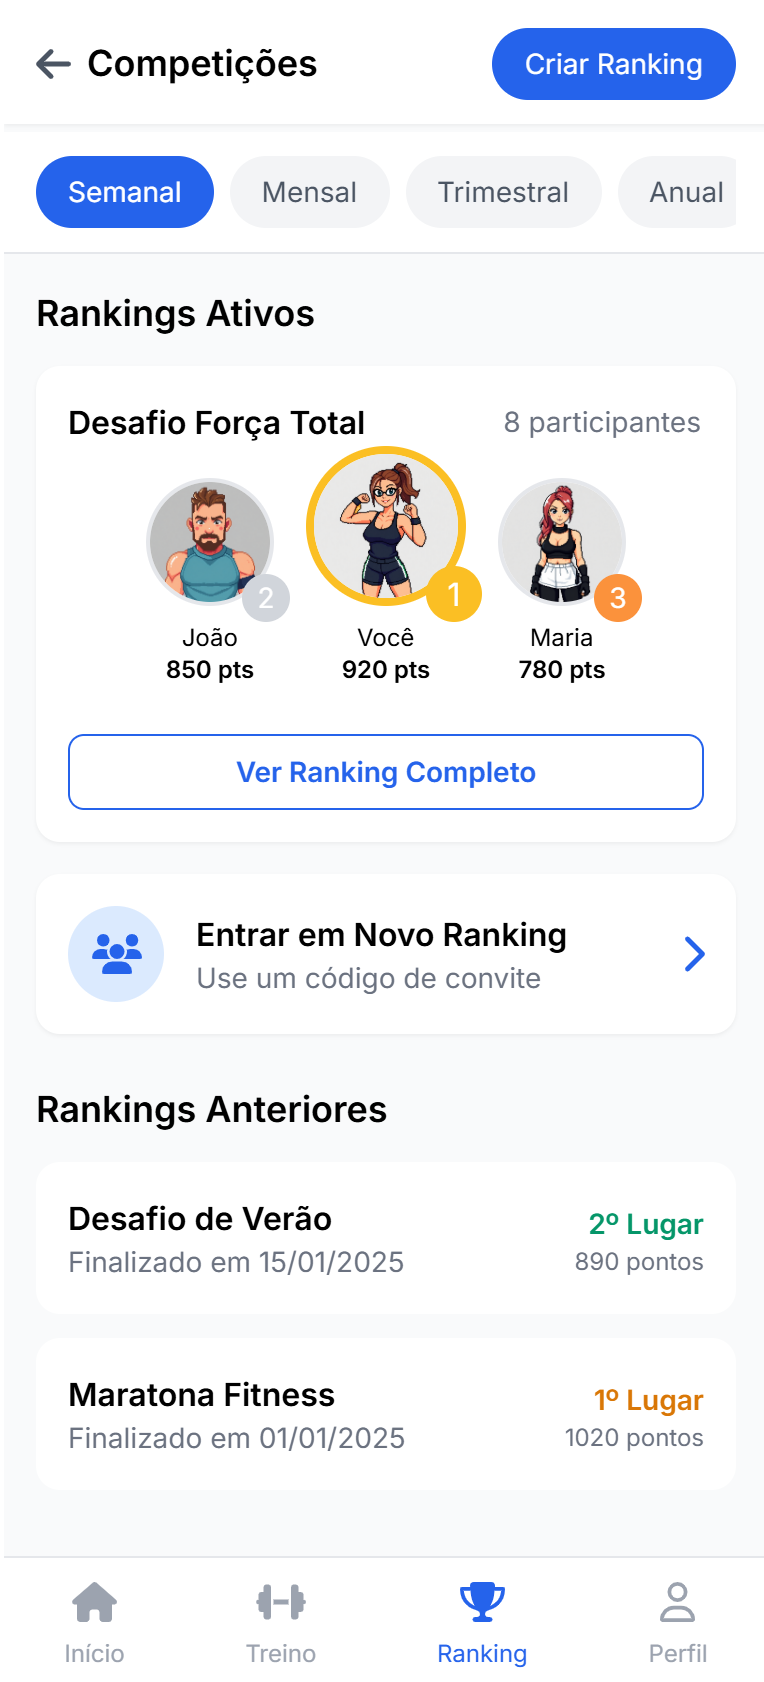 Competições
Criar Ranking
Semanal
Mensal
Trimestral
Anual
Rankings Ativos
Desafio Força Total
8 participantes
2
1
3
João
Você
Maria
850 pts
920 pts
780 pts
Ver Ranking Completo
Entrar em Novo Ranking
Use um código de convite
Rankings Anteriores
Desafio de Verão
2º Lugar
Finalizado em 15/01/2025
890 pontos
Maratona Fitness
1º Lugar
Finalizado em 01/01/2025
1020 pontos
Início
Treino
Ranking
Perfil